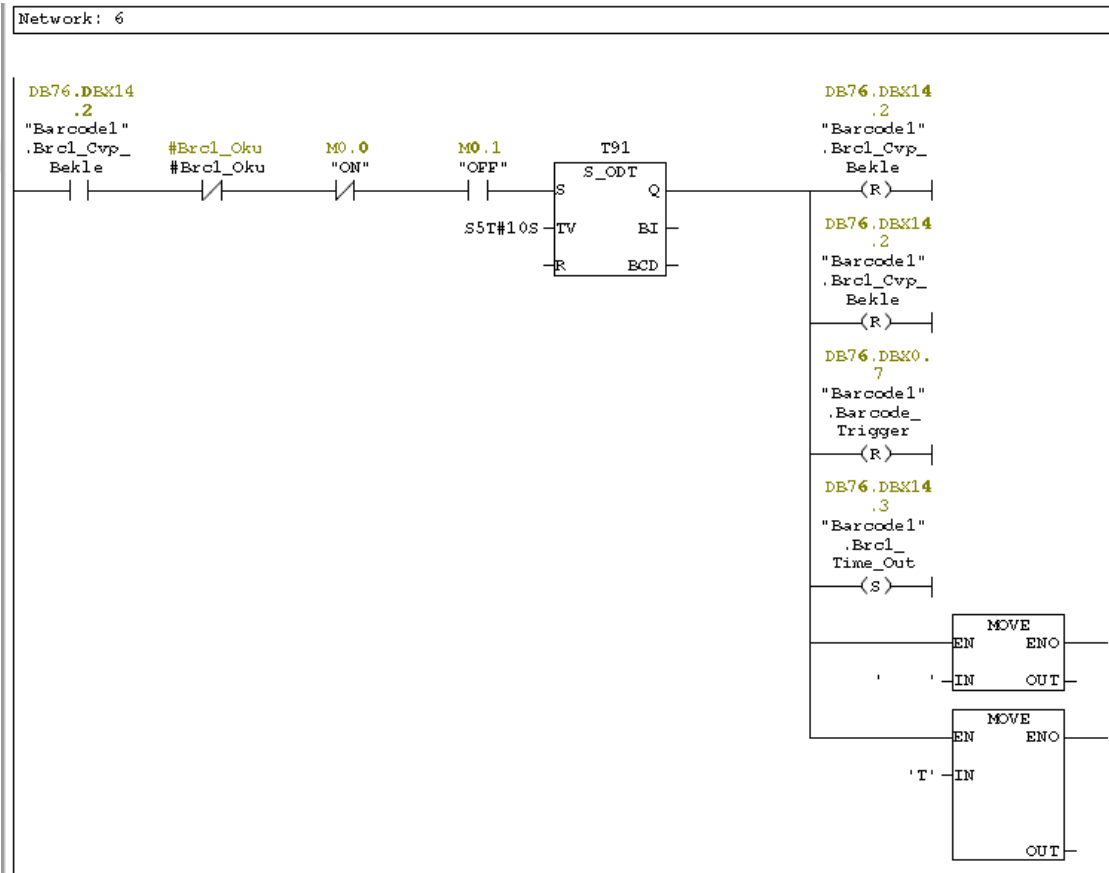 Network: 6
DB76.DBX14
.2
"Barcode1"
.Brc1_Cvp_
Bekle
#Brc1_Oku
#Brc1_Oku
M0.0
"ON"
M0.1
"OFF"
T91
S_ODT
S Q
S5T#10S TV BI
R BCD
DB76.DBX14
.2
"Barcode1"
.Brc1_Cvp_
Bekle
(R)
DB76.DBX14
.2
"Barcode1"
.Brc1_Cvp_
Bekle
(R)
DB76.DBX0.
7
"Barcode1"
.Barcode_
Trigger
(R)
DB76.DBX14
.3
"Barcode1"
.Brc1_
Time_Out
(S)
MOVE
EN ENO
' ' IN OUT
MOVE
EN ENO
'T' IN
OUT